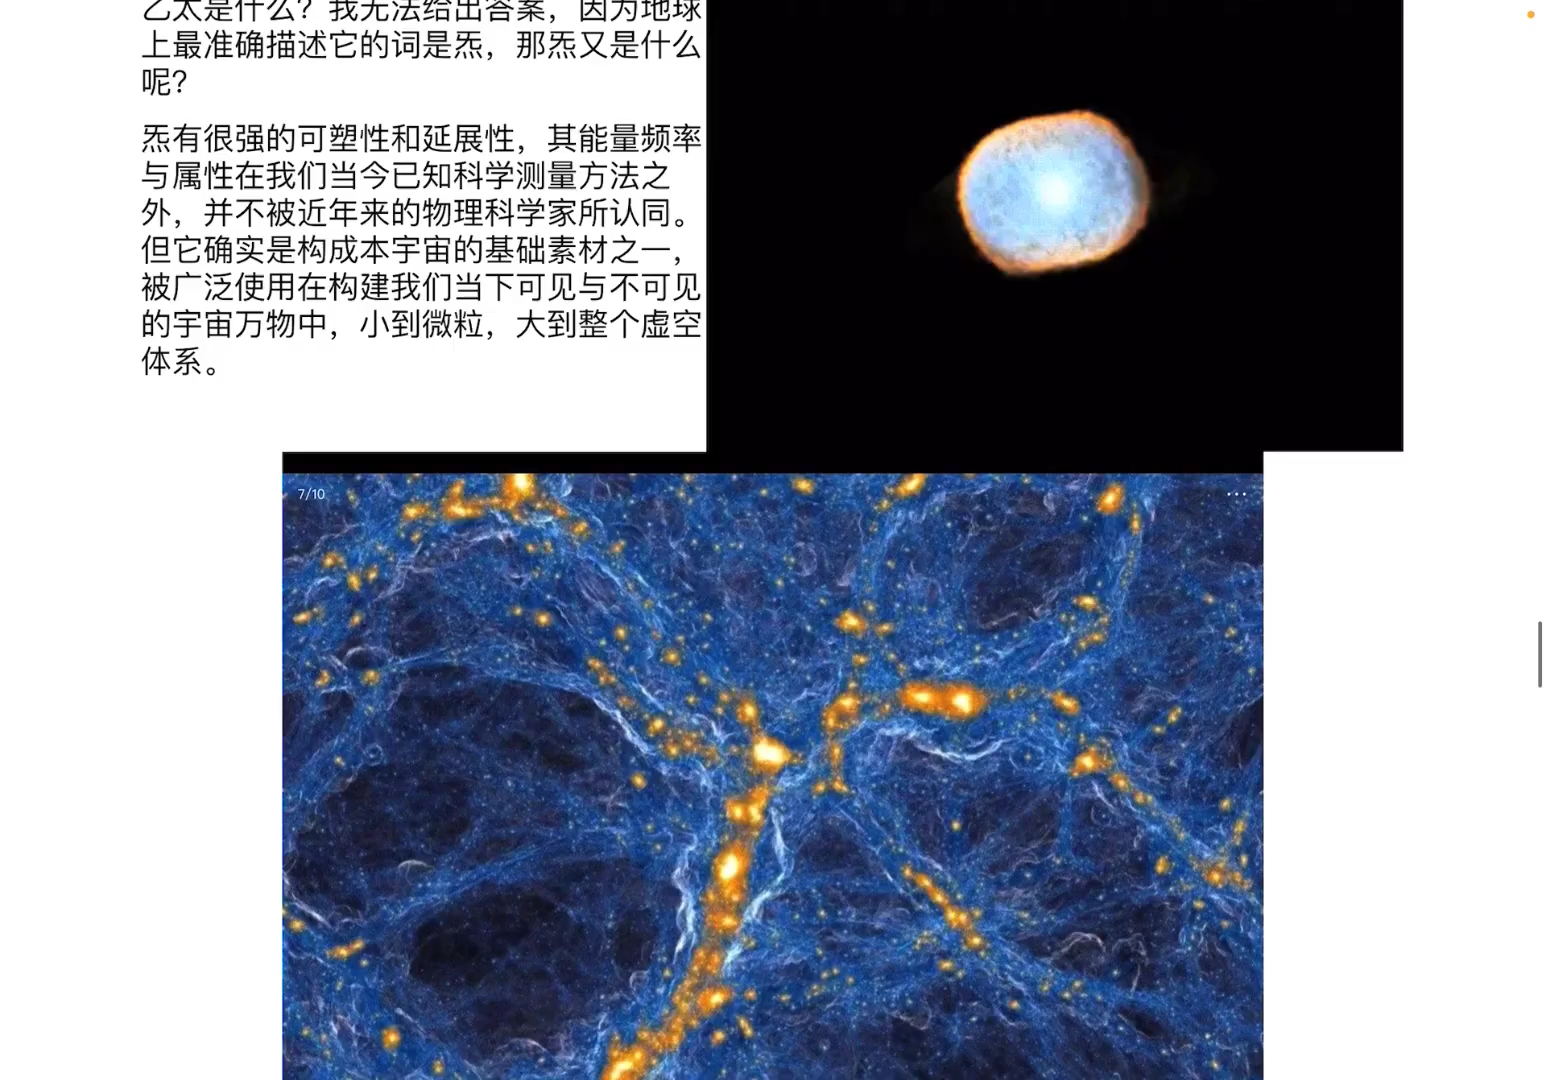 乙太是什么？我无法给出答案，因为地球
上最准确描述它的词是炁，那炁又是什么
呢？
炁有很强的可塑性和延展性，其能量频率
与属性在我们当今已知科学测量方法之
外，并不被近年来的物理科学家所认同。
但它确实是构成本宇宙的基础素材之一，
被广泛使用在构建我们当下可见与不可见
的宇宙万物中，小到微粒，大到整个虚空
体系。
7/10